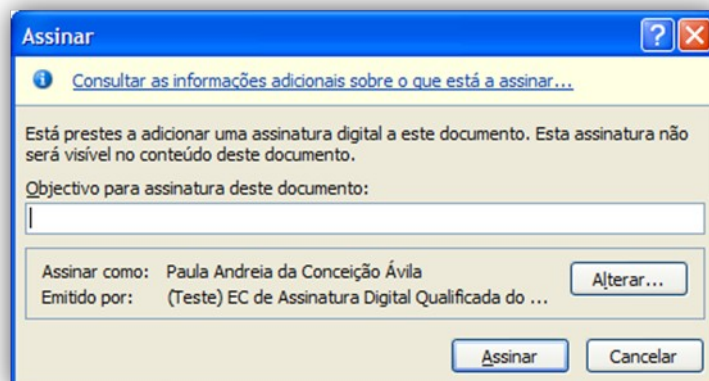 Assinar
Consultar as informações adicionais sobre o que está a assinar...
Está prestes a adicionar uma assinatura digital a este documento. Esta assinatura não
será visível no conteúdo deste documento.
Objectivo para assinatura deste documento:
Assinar como: Paula Andreia da Conceição Ávila
Alterar...
Emitido por: (Teste) EC de Assinatura Digital Qualificada do ...
Assinar Cancelar